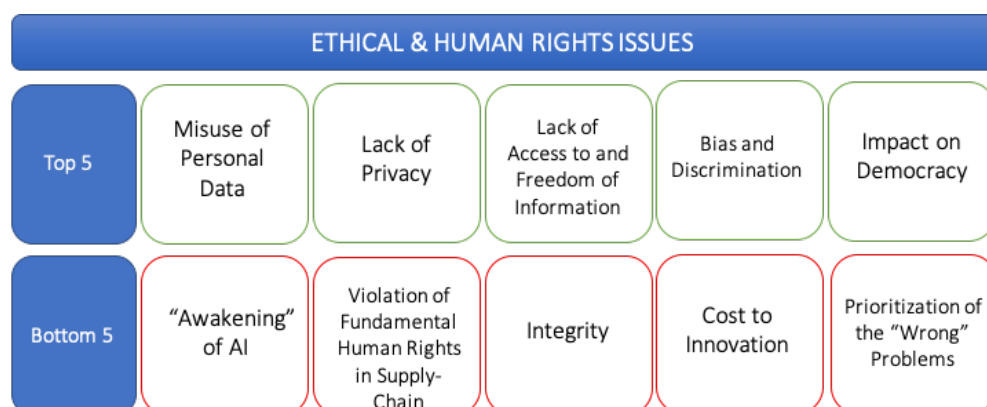 ETHICAL & HUMAN RIGHTS ISSUES
Top 5
Misuse of
Personal
Data
Lack of
Privacy
Lack of
Access to and
Freedom of
Information
Bias and
Discrimination
Impact on
Democracy
Bottom 5
“Awakening”
of AI
Violation of
Fundamental
Human Rights
in Supply-
Chain
Integrity
Cost to
Innovation
Prioritization of
the “Wrong”
Problems